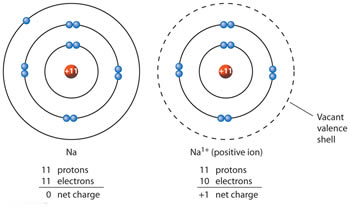 +11
+11
Vacant
valence
shell
Na
Na¹⁺ (positive ion)
11 protons
11 electrons
0 net charge
11 protons
10 electrons
+1 net charge